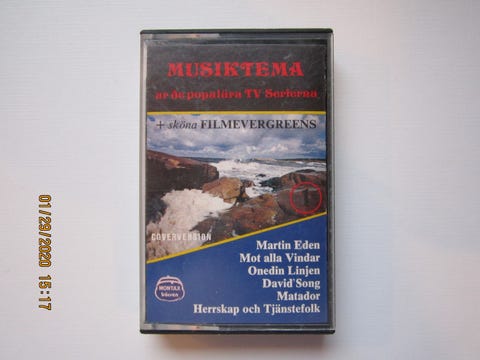 MUSIKTEMA
ur de populära TV Serierna
+ sköna FILMEVERGREENS
COVERVERSION
Martin Eden
Mot alla Vindar
Onedin Linjen
David'Song
Matador
Herrskap och Tjänstefolk
MONTAX
01/29/2020 15:17